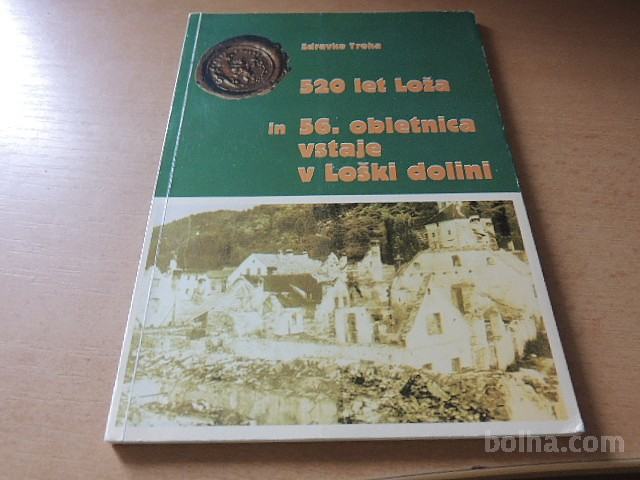 Zdravko Troha
520 let Loža
in 56. obletnica
vstaje
v Loški dolini
bolha.com